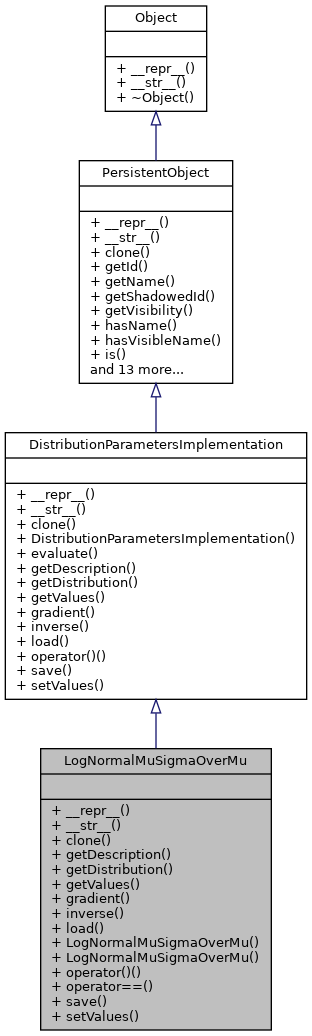 Object
+ __repr__()
+ __str__()
+ ~Object()
PersistentObject
+ __repr__()
+ __str__()
+ clone()
+ getId()
+ getName()
+ getShadowedId()
+ getVisibility()
+ hasName()
+ hasVisibleName()
+ is()
and 13 more...
DistributionParametersImplementation
+ __repr__()
+ __str__()
+ clone()
+ DistributionParametersImplementation()
+ evaluate()
+ getDescription()
+ getDistribution()
+ getValues()
+ gradient()
+ inverse()
+ load()
+ operator()()
+ save()
+ setValues()
LogNormalMuSigmaOverMu
+ __repr__()
+ __str__()
+ clone()
+ getDescription()
+ getDistribution()
+ getValues()
+ gradient()
+ inverse()
+ load()
+ LogNormalMuSigmaOverMu()
+ LogNormalMuSigmaOverMu()
+ operator()()
+ operator==()
+ save()
+ setValues()